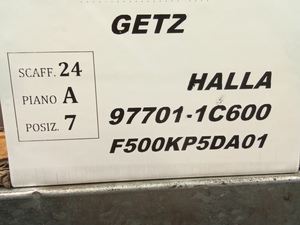 GETZ
SCAFF. 24
PIANO A
POSIZ. 7
HALLA
97701-1C600
F500KP5DA01